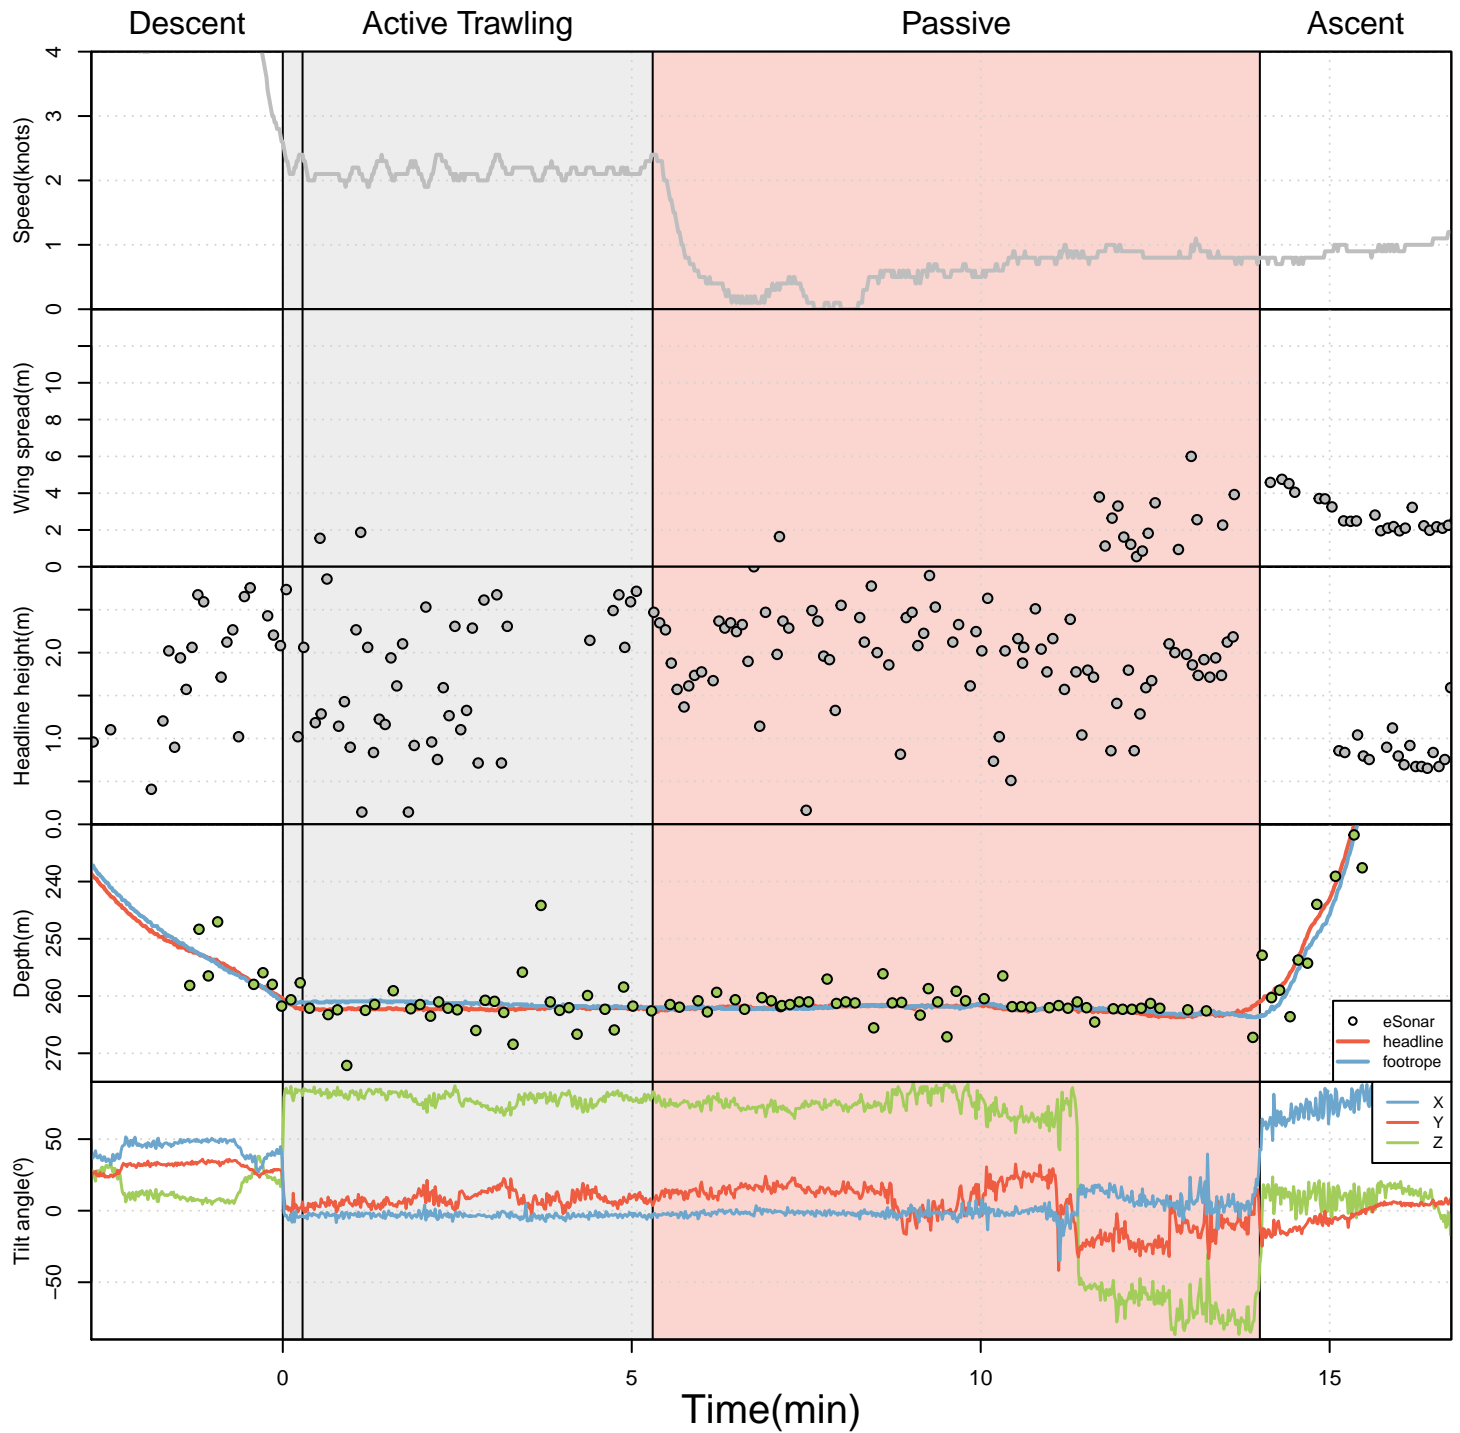 Descent Active Trawling Passive Ascent
Speed(knots)
4
3
2
1
0
Wing spread(m)
10
8
6
4
2
0
Headline height(m)
2.0
1.0
0.0
Depth(m)
240
250
260
270
eSonar
headline
footrope
Tilt angle(º)
50
0
−50
X
Y
Z
0 5 10 15
Time(min)